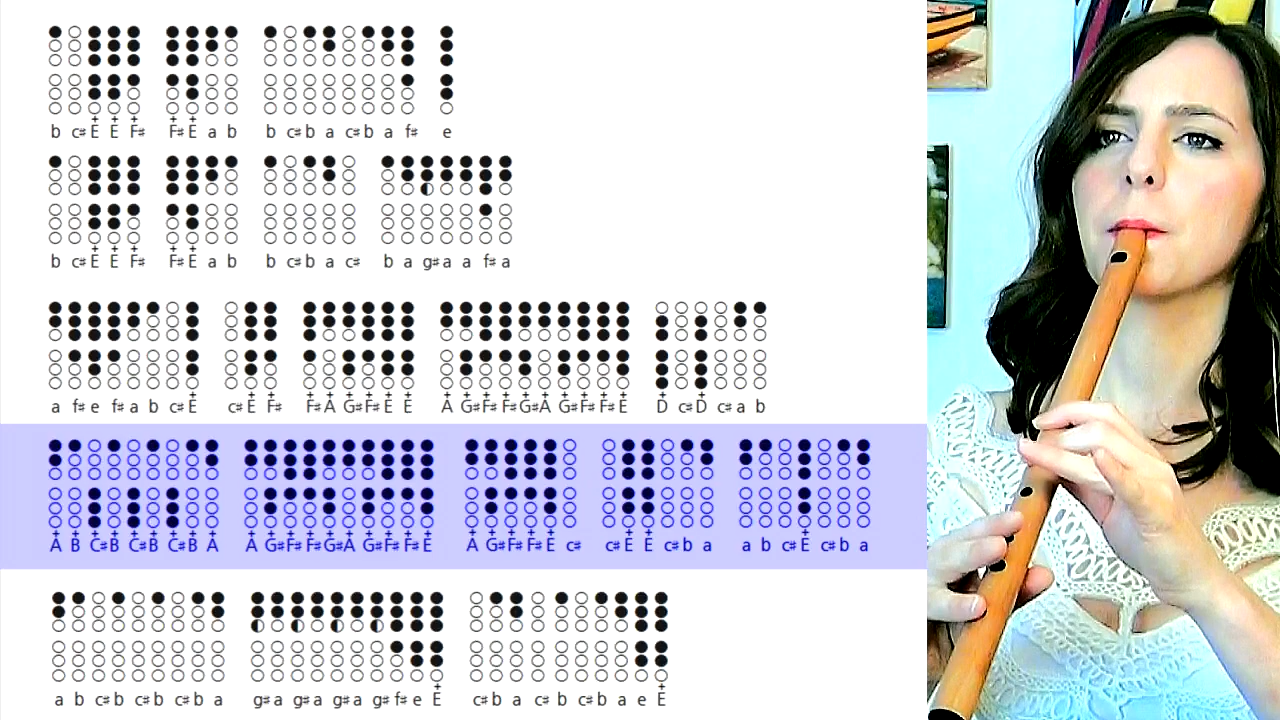 b c♯ E E F♯ F♯ E a b b c♯ b a c♯ b a f♯ e
b c♯ E E F♯ F♯ E a b b c♯ b a c♯ b a g♯ a a f♯ a
a f♯ e f♯ a b c♯ E c♯ E F♯ F♯ A G♯ F♯ E E A G♯ F♯ F♯ G♯ A G♯ F♯ F♯ E D c♯ D c♯ a b
A B C♯ B C♯ B C♯ B A A G♯ F♯ F♯ G♯ A G♯ F♯ F♯ E A G♯ F♯ F♯ E c♯ c♯ E E c♯ b a a b c♯ E c♯ b a
a b c♯ b c♯ b c♯ b a g♯ a g♯ a g♯ a g♯ f♯ e E c♯ b a c♯ b c♯ b a e E